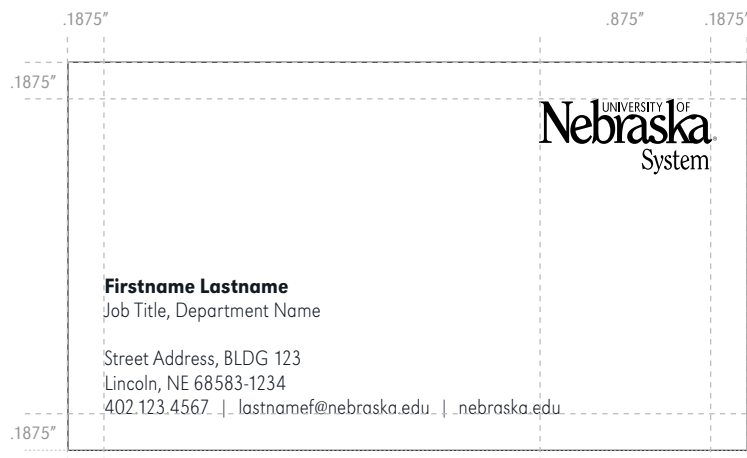 .1875” .875” .1875”
.1875”
UNIVERSITY OF
Nebraska®
System
Firstname Lastname
Job Title, Department Name
Street Address, BLDG 123
Lincoln, NE 68583-1234
402.123.4567 | lastnamef@nebraska.edu | nebraska.edu
.1875”